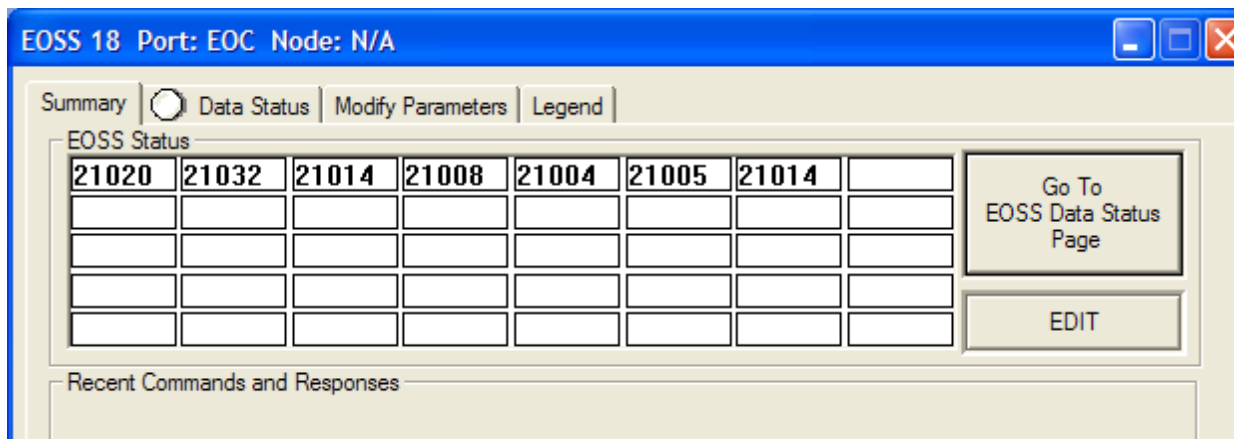 EOSS 18 Port: EOC Node: N/A
Summary Data Status Modify Parameters Legend
EOSS Status
21020 21032 21014 21008 21004 21005 21014
Go To
EOSS Data Status
Page
EDIT
Recent Commands and Responses